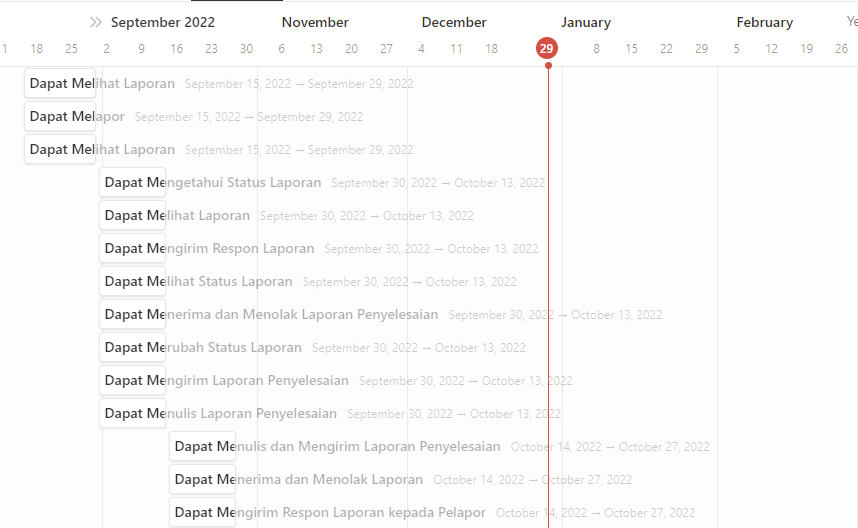 September 2022 November December January February
18 25 2 9 16 23 30 6 13 20 27 4 11 18 29 8 15 22 29 5 12 19 26
Dapat Melihat Laporan September 15, 2022 → September 29, 2022
Dapat Melapor September 15, 2022 → September 29, 2022
Dapat Melihat Laporan September 15, 2022 → September 29, 2022
Dapat Mengetahui Status Laporan September 30, 2022 → October 13, 2022
Dapat Melihat Laporan September 30, 2022 → October 13, 2022
Dapat Mengirim Respon Laporan September 30, 2022 → October 13, 2022
Dapat Melihat Status Laporan September 30, 2022 → October 13, 2022
Dapat Menerima dan Menolak Laporan Penyelesaian September 30, 2022 → October 13, 2022
Dapat Merubah Status Laporan September 30, 2022 → October 13, 2022
Dapat Mengirim Laporan Penyelesaian September 30, 2022 → October 13, 2022
Dapat Menulis Laporan Penyelesaian September 30, 2022 → October 13, 2022
Dapat Menulis dan Mengirim Laporan Penyelesaian October 14, 2022 → October 27, 2022
Dapat Menerima dan Menolak Laporan October 14, 2022 → October 27, 2022
Dapat Mengirim Respon Laporan kepada Pelapor October 14, 2022 → October 27, 2022